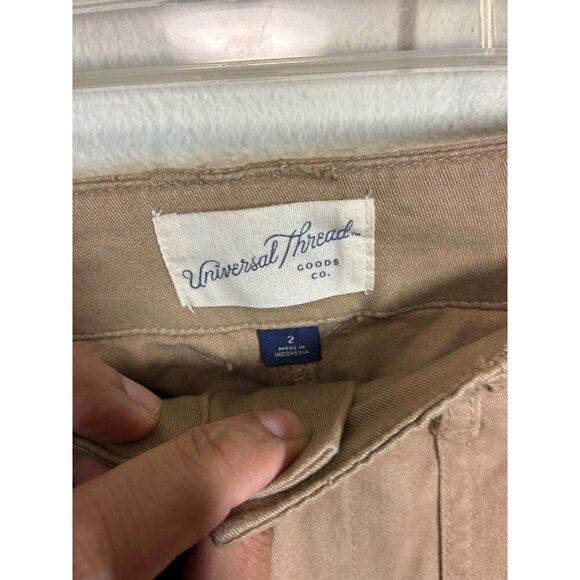 Universal Thread™
GOODS
CO.
2
MADE IN
INDONESIA